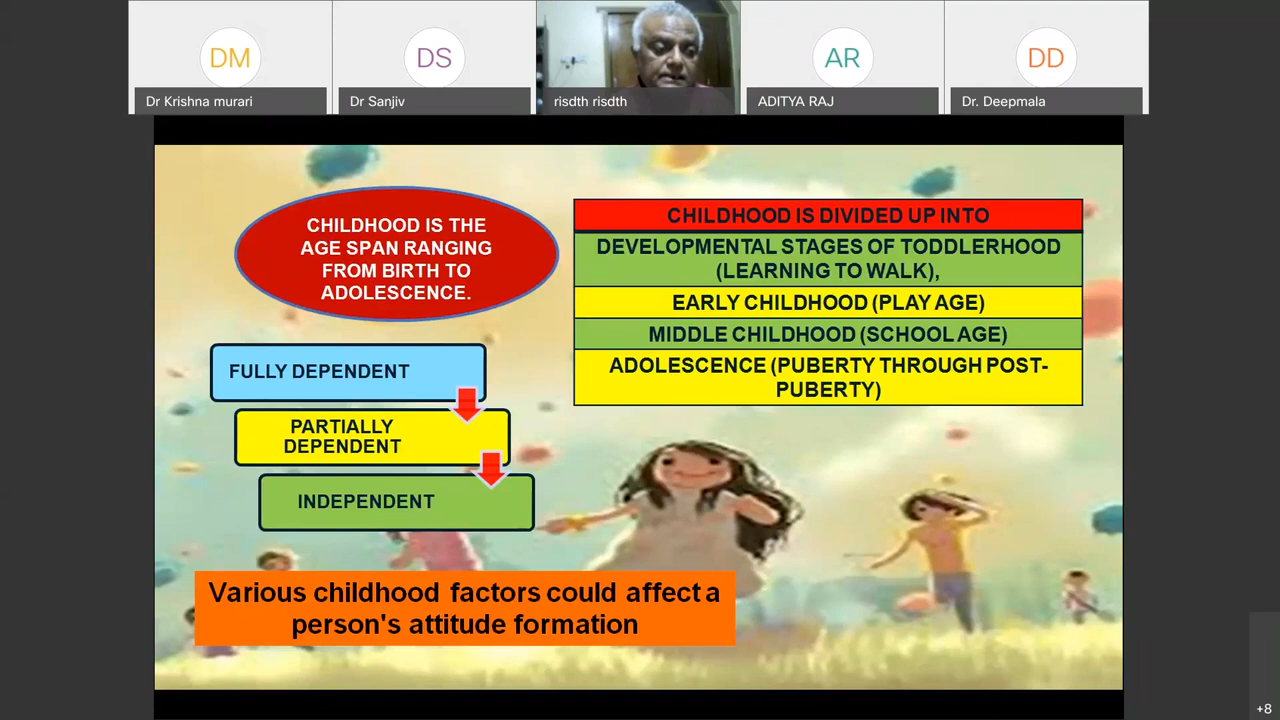 DM
DS
AR
DD
Dr Krishna murari
Dr Sanjiv
risdth risdth
ADITYA RAJ
Dr. Deepmala
CHILDHOOD IS THE
AGE SPAN RANGING
FROM BIRTH TO
ADOLESCENCE.
FULLY DEPENDENT
PARTIALLY
DEPENDENT
INDEPENDENT
CHILDHOOD IS DIVIDED UP INTO
DEVELOPMENTAL STAGES OF TODDLERHOOD
(LEARNING TO WALK),
EARLY CHILDHOOD (PLAY AGE)
MIDDLE CHILDHOOD (SCHOOL AGE)
ADOLESCENCE (PUBERTY THROUGH POST-
PUBERTY)
Various childhood factors could affect a
person's attitude formation
+8